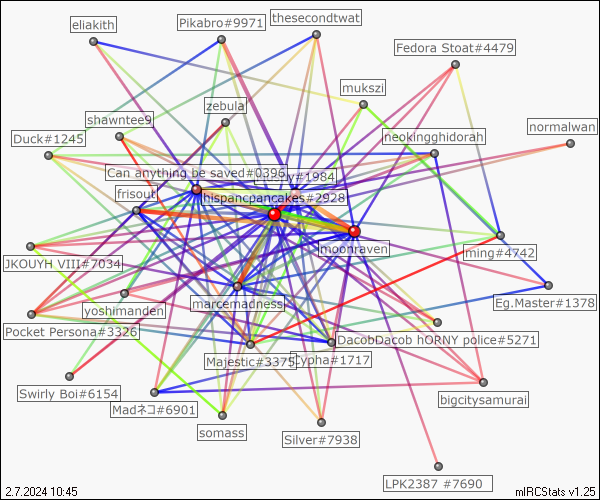 eliakith
Pikabro#9971
thesecondtwat
Fedora Stoat#4479
mukszi
zebula
shawntee9
normalwan
neokingghidorah
Duck#1245
Can anything be saved#0396
#1984
frisout
hispancpancakes#2928
moonraven
ming#4742
JKOUYH VIII#7034
Eg.Master#1378
yoshimanden
marcemadness
Pocket Persona#3326
DacobDacob hORNY police#5271
Majestic#3375
Cypha#1717
Swirly Boi#6154
bigcitysamurai
Madネコ#6901
somass
Silver#7938
LPK2387 #7690
2.7.2024 10:45
mIRCStats v1.25